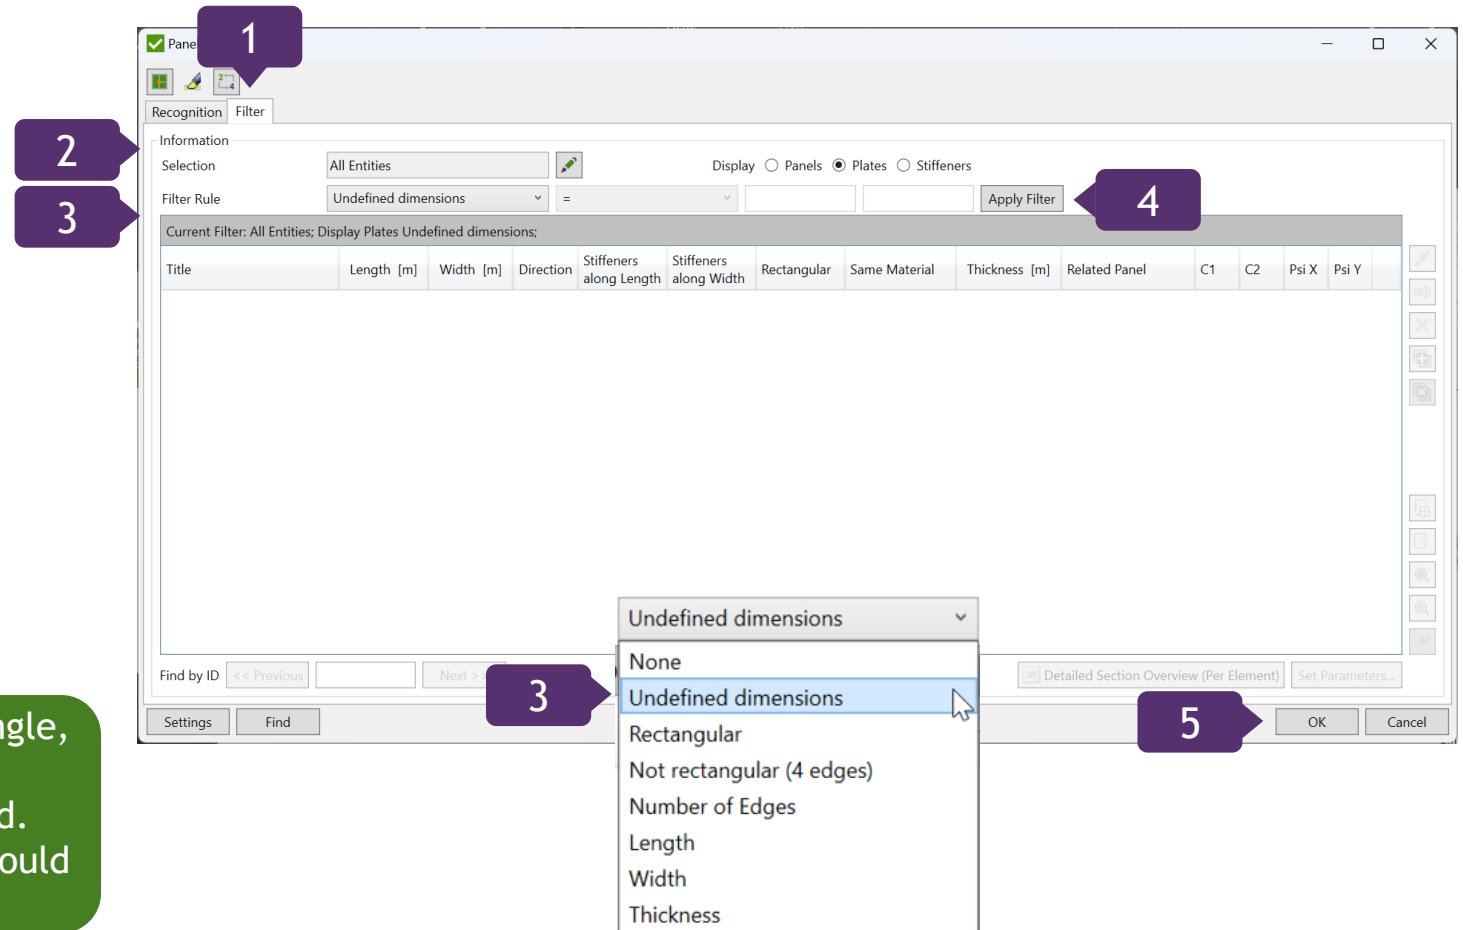 1
Pane
2 4
Recognition Filter
2
Information
Selection All Entities Display Panels Plates Stiffeners
3
Filter Rule Undefined dimensions = Apply Filter
4
Current Filter: All Entities; Display Plates Undefined dimensions;
Title Length [m] Width [m] Direction Stiffeners along Length Stiffeners along Width Rectangular Same Material Thickness [m] Related Panel C1 C2 Psi X Psi Y
Undefined dimensions
None
Find by ID << Previous Next > Detailed Section Overview (Per Element) Set Parameters...
3
Undefined dimensions
Settings Find
5
OK Cancel
Rectangular
Not rectangular (4 edges)
Number of Edges
Length
Width
Thickness
ngle,
d.
ould